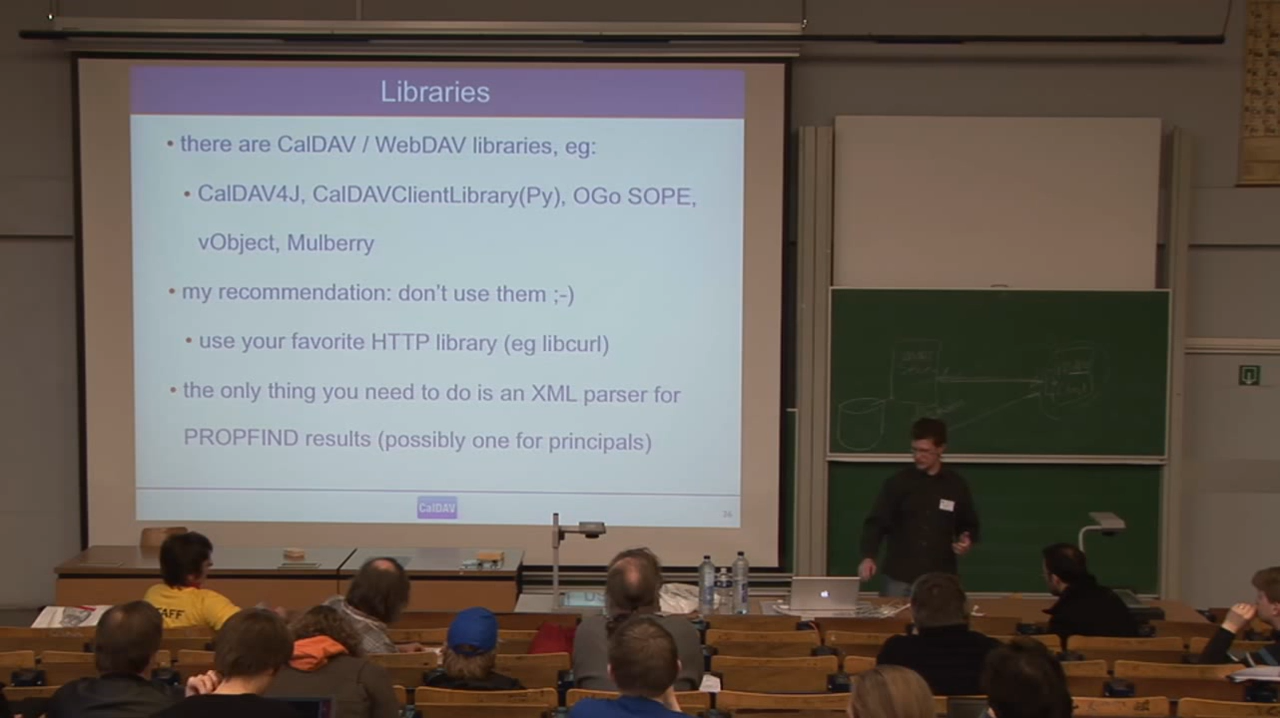 Libraries
• there are CalDAV / WebDAV libraries, eg:
• CalDAV4J, CalDAVClientLibrary(Py), OGo SOPE,
vObject, Mulberry
• my recommendation: don't use them ;-)
• use your favorite HTTP library (eg libcurl)
• the only thing you need to do is an XML parser for
PROPFIND results (possibly one for principals)
CalDAV
36